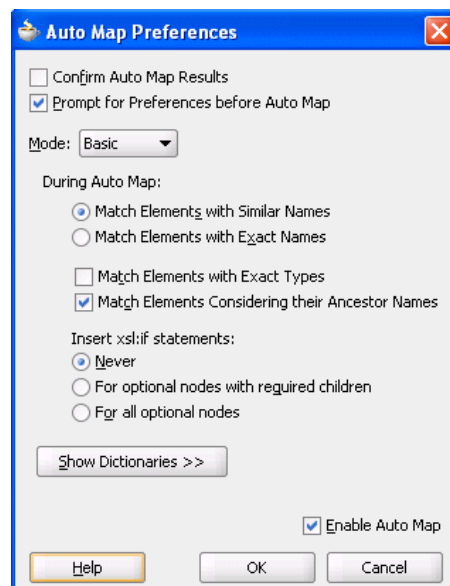 Auto Map Preferences
Confirm Auto Map Results
Prompt for Preferences before Auto Map
Mode: Basic
During Auto Map:
Match Elements with Similar Names
Match Elements with Exact Names
Match Elements with Exact Types
Match Elements Considering their Ancestor Names
Insert xsl:if statements:
Never
For optional nodes with required children
For all optional nodes
Show Dictionaries >>
Enable Auto Map
Help OK Cancel